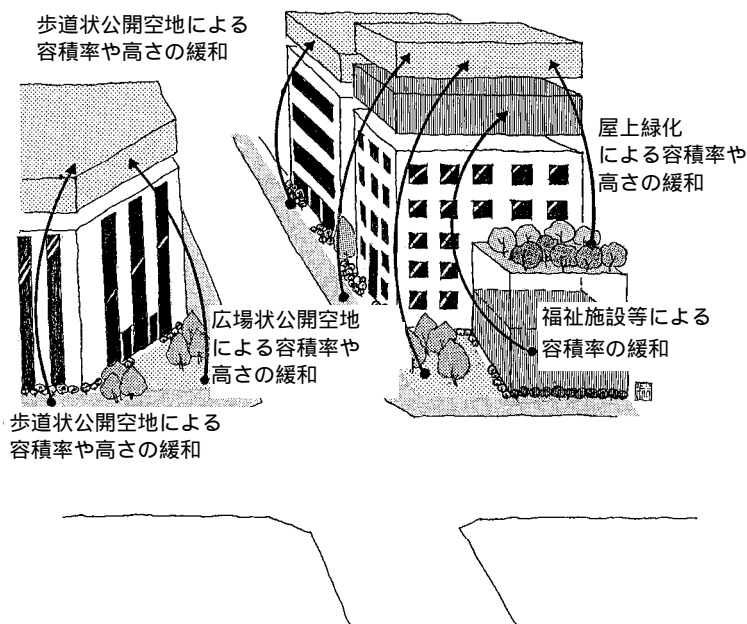 歩道状公開空地による
容積率や高さの緩和
屋上緑化
による容積率や
高さの緩和
広場状公開空地
による容積率や
高さの緩和
福祉施設等による
容積率の緩和
歩道状公開空地による
容積率や高さの緩和